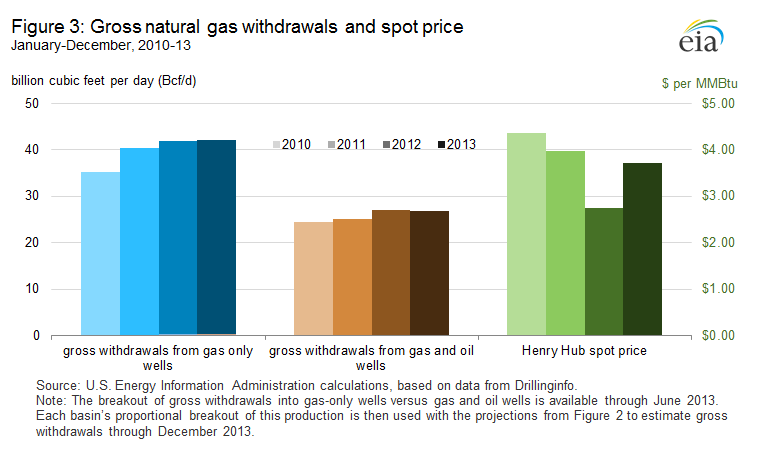 Figure 3: Gross natural gas withdrawals and spot price
January-December, 2010-13
eia
billion cubic feet per day (Bcf/d)
$ per MMBtu
50
$5.00
2010
2011
2012
2013
40
$4.00
30
$3.00
20
$2.00
10
$1.00
0
$0.00
gross withdrawals from gas only
wells
gross withdrawals from gas and oil
wells
Henry Hub spot price
Source: U.S. Energy Information Administration calculations, based on data from Drillinginfo.
Note: The breakout of gross withdrawals into gas-only wells versus gas and oil wells is available through June 2013.
Each basin's proportional breakout of this production is then used with the projections from Figure 2 to estimate gross
withdrawals through December 2013.